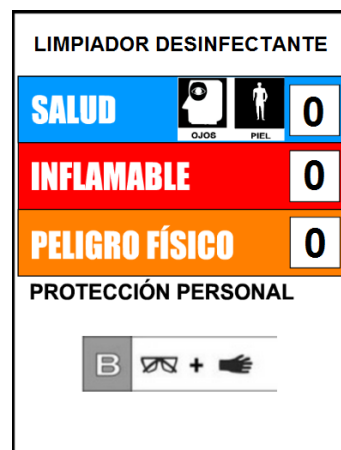 LIMPIADOR DESINFECTANTE
SALUD
OJOS
PIEL
0
INFLAMABLE
0
PELIGRO FÍSICO
0
PROTECCIÓN PERSONAL
B
+